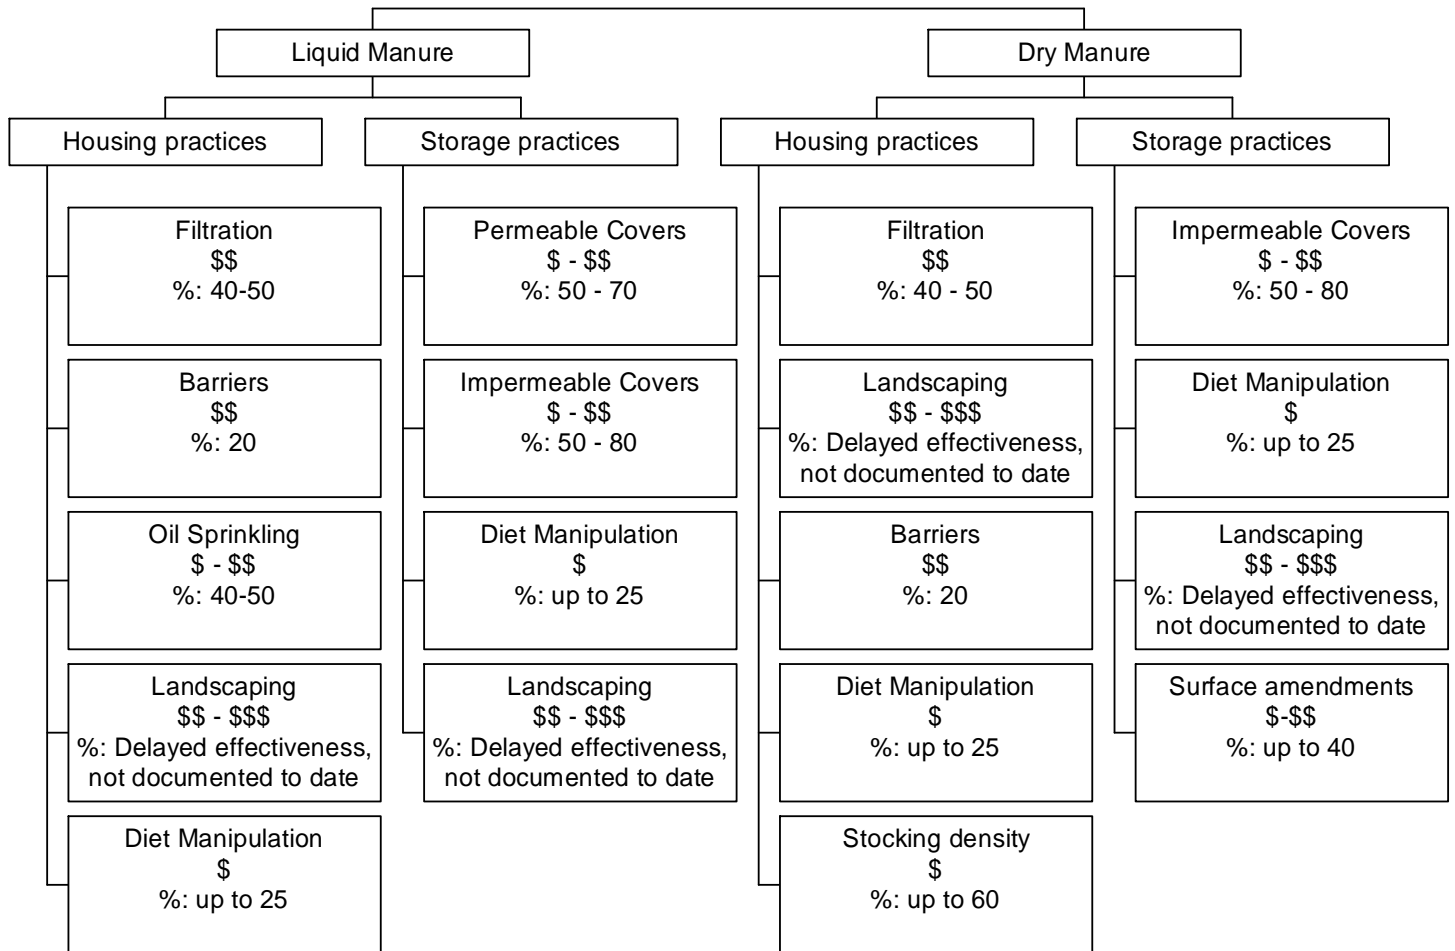 Liquid Manure
Dry Manure
Housing practices
Storage practices
Housing practices
Storage practices
Filtration
$$
%: 40-50
Barriers
$$
%: 20
Oil Sprinkling
$ - $$
%: 40-50
Landscaping
$$ - $$$
%: Delayed effectiveness,
not documented to date
Diet Manipulation
$
%: up to 25
Permeable Covers
$ - $$
%: 50 - 70
Impermeable Covers
$ - $$
%: 50 - 80
Diet Manipulation
$
%: up to 25
Landscaping
$$ - $$$
%: Delayed effectiveness,
not documented to date
Filtration
$$
%: 40 - 50
Landscaping
$$ - $$$
%: Delayed effectiveness,
not documented to date
Barriers
$$
%: 20
Diet Manipulation
$
%: up to 25
Stocking density
$
%: up to 60
Impermeable Covers
$ - $$
%: 50 - 80
Diet Manipulation
$
%: up to 25
Landscaping
$$ - $$$
%: Delayed effectiveness,
not documented to date
Surface amendments
$-$$
%: up to 40